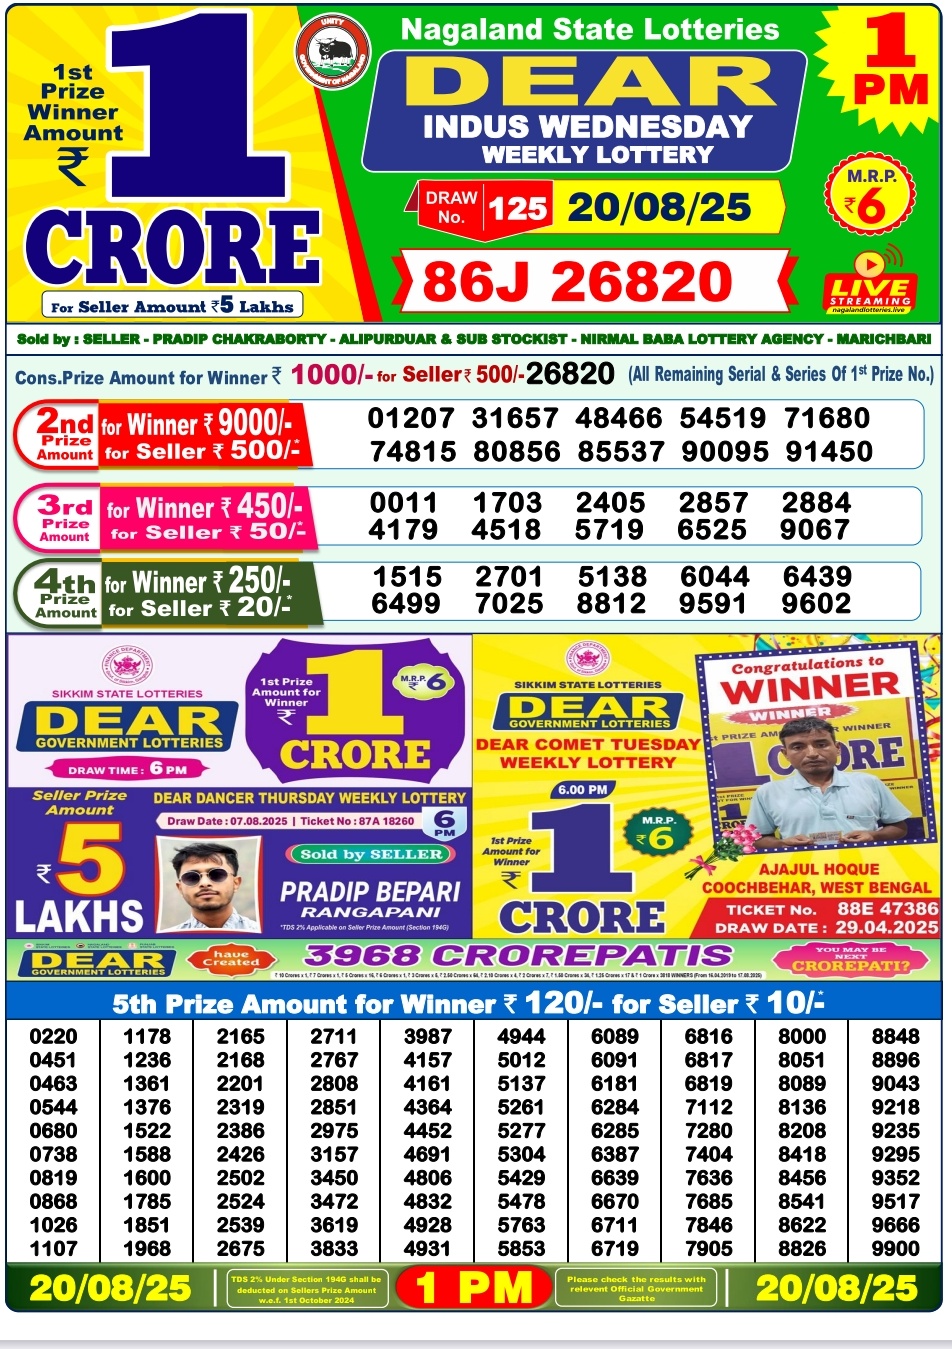 1st
Prize
Winner
Amount
₹
1
CRORE
For Seller Amount ₹5 Lakhs
UNITY
Nagaland State Lotteries
DEAR
INDUS WEDNESDAY
WEEKLY LOTTERY
1
PM
DRAW
No.
125
20/08/25
M.R.P.
₹6
86J 26820
LIVE
STREAMING
nagalandlotteries.live
Sold by : SELLER - PRADIP CHAKRABORTY - ALIPURDUAR & SUB STOCKIST - NIRMAL BABA LOTTERY AGENCY - MARICHBARI
Cons.Prize Amount for Winner ₹ 1000/- for Seller ₹ 500/- 26820 (All Remaining Serial & Series Of 1st Prize No.)
2nd
Prize
Amount
for Winner ₹ 9000/-
for Seller ₹ 500/-*
01207 31657 48466 54519 71680
74815 80856 85537 90095 91450
3rd
Prize
Amount
for Winner ₹ 450/-
for Seller ₹ 50/-*
0011 1703 2405 2857 2884
4179 4518 5719 6525 9067
4th
Prize
Amount
for Winner ₹ 250/-
for Seller ₹ 20/-*
1515 2701 5138 6044 6439
6499 7025 8812 9591 9602
SIKKIM STATE LOTTERIES
DEAR
GOVERNMENT LOTTERIES
DRAW TIME : 6 PM
1st Prize
Amount for
Winner
₹
1
CRORE
M.R.P.
₹ 6
Seller Prize
Amount
₹ 5
LAKHS
DEAR DANCER THURSDAY WEEKLY LOTTERY
Draw Date : 07.08.2025 | Ticket No : 87A 18260
6
PM
Sold by SELLER
PRADIP BEPARI
RANGAPANI
*TDS 2% Applicable on Seller Prize Amount (Section 194G)
SIKKIM STATE LOTTERIES
DEAR
GOVERNMENT LOTTERIES
DEAR COMET TUESDAY
WEEKLY LOTTERY
6.00 PM
1st Prize
Amount for
Winner
₹
1
CRORE
M.R.P.
₹ 6
Congratulations to
WINNER
WINNER
CRORE
AJAJUL HOQUE
COOCHBEHAR, WEST BENGAL
TICKET No. 88E 47386
DRAW DATE : 29.04.2025
DEAR
GOVERNMENT LOTTERIES
have
Created
3968 CROREPATIS
YOU MAY BE
NEXT
CROREPATI?
5th Prize Amount for Winner ₹ 120/- for Seller ₹ 10/-*
0220 1178 2165 2711 3987 4944 6089 6816 8000 8848
0451 1236 2168 2767 4157 5012 6091 6817 8051 8896
0463 1361 2201 2808 4161 5137 6181 6819 8089 9043
0544 1376 2319 2851 4364 5261 6284 7112 8136 9218
0680 1522 2386 2975 4452 5277 6285 7280 8208 9235
0738 1588 2426 3157 4691 5304 6387 7404 8418 9295
0819 1600 2502 3450 4806 5429 6639 7636 8456 9352
0868 1785 2524 3472 4832 5478 6670 7685 8541 9517
1026 1851 2539 3619 4928 5763 6711 7846 8622 9666
1107 1968 2675 3833 4931 5853 6719 7905 8826 9900
20/08/25
TDS 2% Under Section 194G shall be
deducted on Sellers Prize Amount
w.e.f. 1st October 2024
1 PM
Please check the results with
relevent Official Government
Gazatte
20/08/25